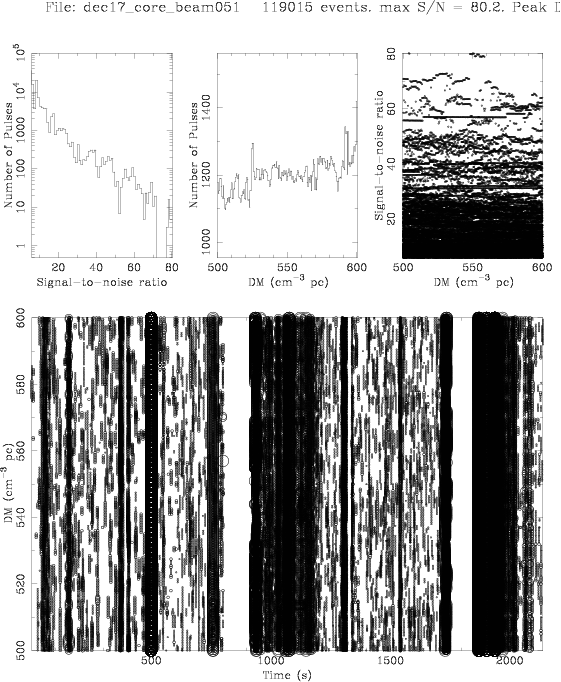 File: dec17_core_beam051 119015 events. max S/N = 80.2. Peak D
Number of Pulses
10^5
10^4
1000
100
10
1
20 40 60 80
Signal-to-noise ratio
Number of Pulses
1400
1200
1000
500 550 600
DM (cm^-3 pc)
Signal-to-noise ratio
80
60
40
20
500 550 600
DM (cm^-3 pc)
DM (cm^-3 pc)
600
580
560
540
520
500
500 1000 1500 2000
Time (s)